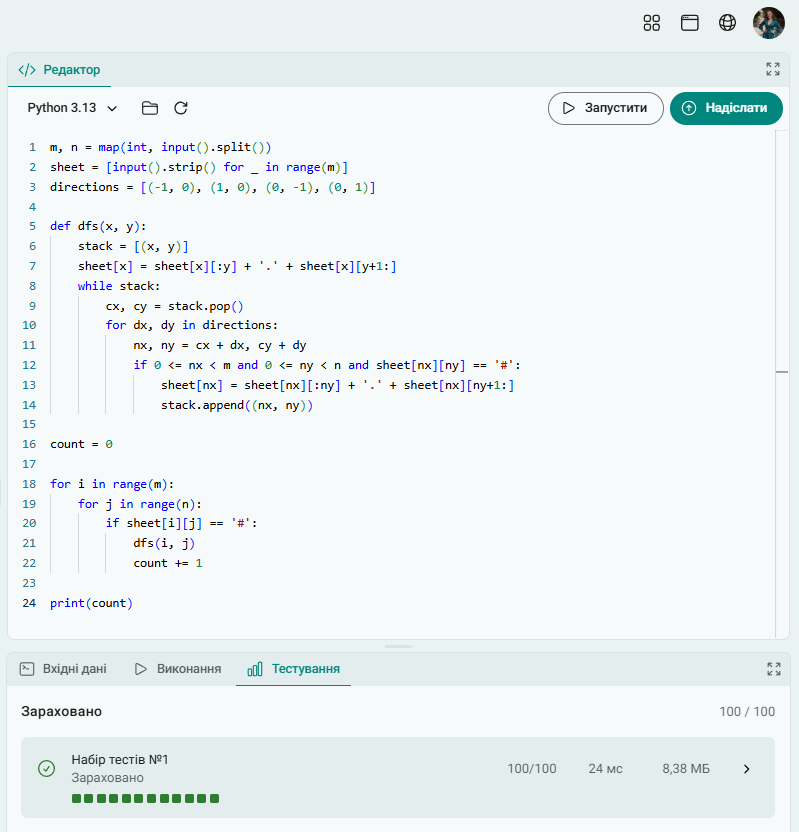 </> Редактор
Python 3.13
Запустити
Надіслати
1 m, n = map(int, input().split())
2 sheet = [input().strip() for _ in range(m)]
3 directions = [(-1, 0), (1, 0), (0, -1), (0, 1)]
4
5 def dfs(x, y):
6     stack = [(x, y)]
7     sheet[x] = sheet[x][:y] + '.' + sheet[x][y+1:]
8     while stack:
9         cx, cy = stack.pop()
10         for dx, dy in directions:
11             nx, ny = cx + dx, cy + dy
12             if 0 <= nx < m and 0 <= ny < n and sheet[nx][ny] == '#':
13                 sheet[nx] = sheet[nx][:ny] + '.' + sheet[nx][ny+1:]
14                 stack.append((nx, ny))
15
16 count = 0
17
18 for i in range(m):
19     for j in range(n):
20         if sheet[i][j] == '#':
21             dfs(i, j)
22             count += 1
23
24 print(count)
Вхідні дані
Виконання
Тестування
Зараховано
100 / 100
Набір тестів №1
Зараховано
100/100
24 мс
8,38 МБ